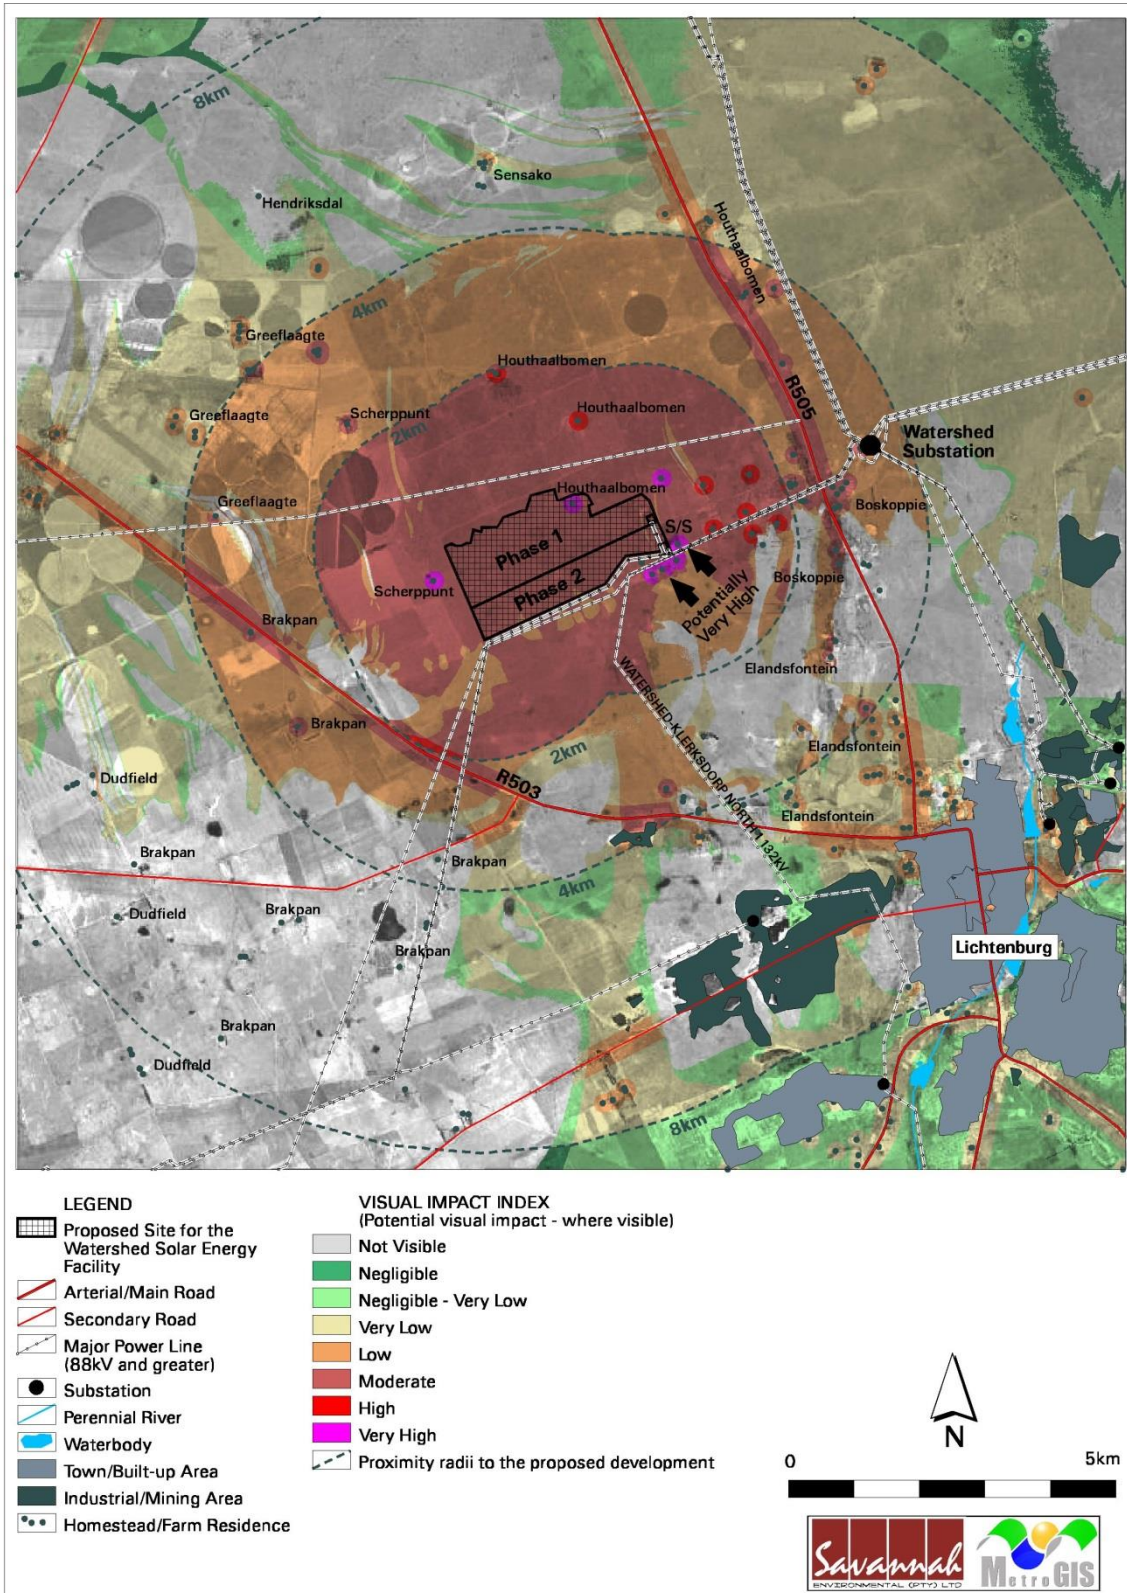 8km
Sensako
Hendriksdal
Houthaalbomen
4km
Greeflaagte
Houthaalbomen
R505
Greeflaagte
Scherppunt
Houthaalbomen
2km
Watershed
Substation
Greeflaagte
Houthaalbomen
Boskoppie
S/S
Phase 1
Phase 2
Scherppunt
Boskoppie
Potentially
Very High
Brakpan
Elandsfontein
WATERSHED-KLERKSDORP NORTH 1 132kV
Brakpan
2km
Elandsfontein
Dudfield
R503
Elandsfontein
Brakpan
Brakpan
4km
Dudfield
Brakpan
Brakpan
Lichtenburg
Brakpan
Dudfield
8km
LEGEND
Proposed Site for the
Watershed Solar Energy
Facility
Arterial/Main Road
Secondary Road
Major Power Line
(88kV and greater)
Substation
Perennial River
Waterbody
Town/Built-up Area
Industrial/Mining Area
Homestead/Farm Residence
VISUAL IMPACT INDEX
(Potential visual impact - where visible)
Not Visible
Negligible
Negligible - Very Low
Very Low
Low
Moderate
High
Very High
Proximity radii to the proposed development
N
0 5km
Savannah
ENVIRONMENTAL (PTY) LTD
MetroGIS